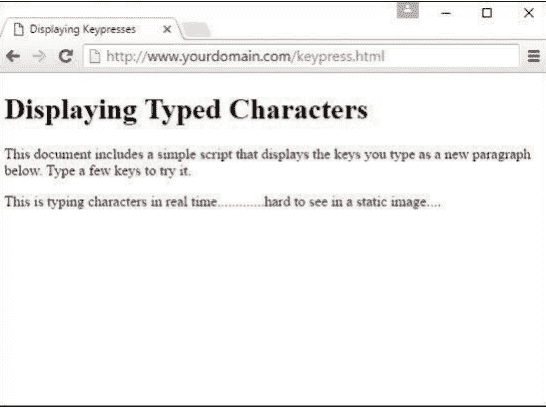 Displaying Keypresses
http://www.yourdomain.com/keypress.html
Displaying Typed Characters
This document includes a simple script that displays the keys you type as a new paragraph
below. Type a few keys to try it.
This is typing characters in real time............hard to see in a static image....